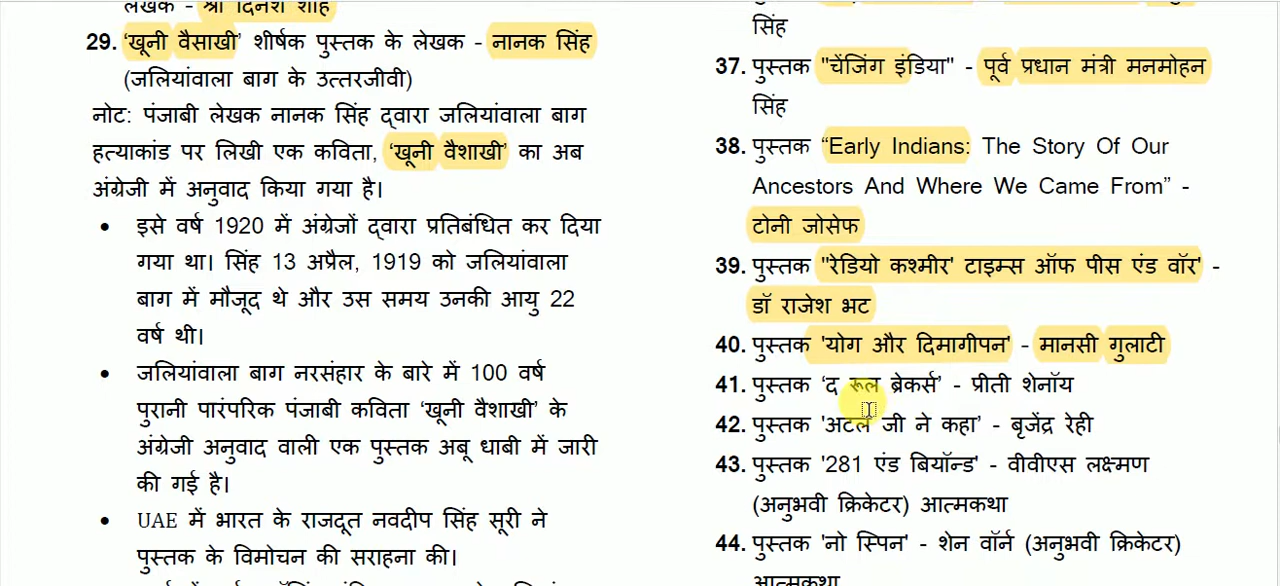 लेखक - श्री दिनेश शाह
29. 'खूनी वैसाखी' शीर्षक पुस्तक के लेखक - नानक सिंह
(जलियांवाला बाग के उत्तरजीवी)
नोट: पंजाबी लेखक नानक सिंह द्वारा जलियांवाला बाग
हत्याकांड पर लिखी एक कविता, 'खूनी वैशाखी' का अब
अंग्रेजी में अनुवाद किया गया है।
• इसे वर्ष 1920 में अंग्रेजों द्वारा प्रतिबंधित कर दिया
गया था। सिंह 13 अप्रैल, 1919 को जलियांवाला
बाग में मौजूद थे और उस समय उनकी आयु 22
वर्ष थी।
• जलियांवाला बाग नरसंहार के बारे में 100 वर्ष
पुरानी पारंपरिक पंजाबी कविता 'खूनी वैशाखी' के
अंग्रेजी अनुवाद वाली एक पुस्तक अबू धाबी में जारी
की गई है।
• UAE में भारत के राजदूत नवदीप सिंह सूरी ने
पुस्तक के विमोचन की सराहना की।
सिंह
37. पुस्तक "चेंजिंग इंडिया" - पूर्व प्रधान मंत्री मनमोहन
सिंह
38. पुस्तक “Early Indians: The Story Of Our
Ancestors And Where We Came From” -
टोनी जोसेफ
39. पुस्तक "रेडियो कश्मीर' टाइम्स ऑफ पीस एंड वॉर' -
डॉ राजेश भट
40. पुस्तक 'योग और दिमागीपन' - मानसी गुलाटी
41. पुस्तक 'द रूल ब्रेकर्स' - प्रीती शेनॉय
42. पुस्तक 'अटल जी ने कहा' - बृजेंद्र रेही
43. पुस्तक '281 एंड बियॉन्ड' - वीवीएस लक्ष्मण
(अनुभवी क्रिकेटर) आत्मकथा
44. पुस्तक 'नो स्पिन' - शेन वॉर्न (अनुभवी क्रिकेटर)
आत्मकथा